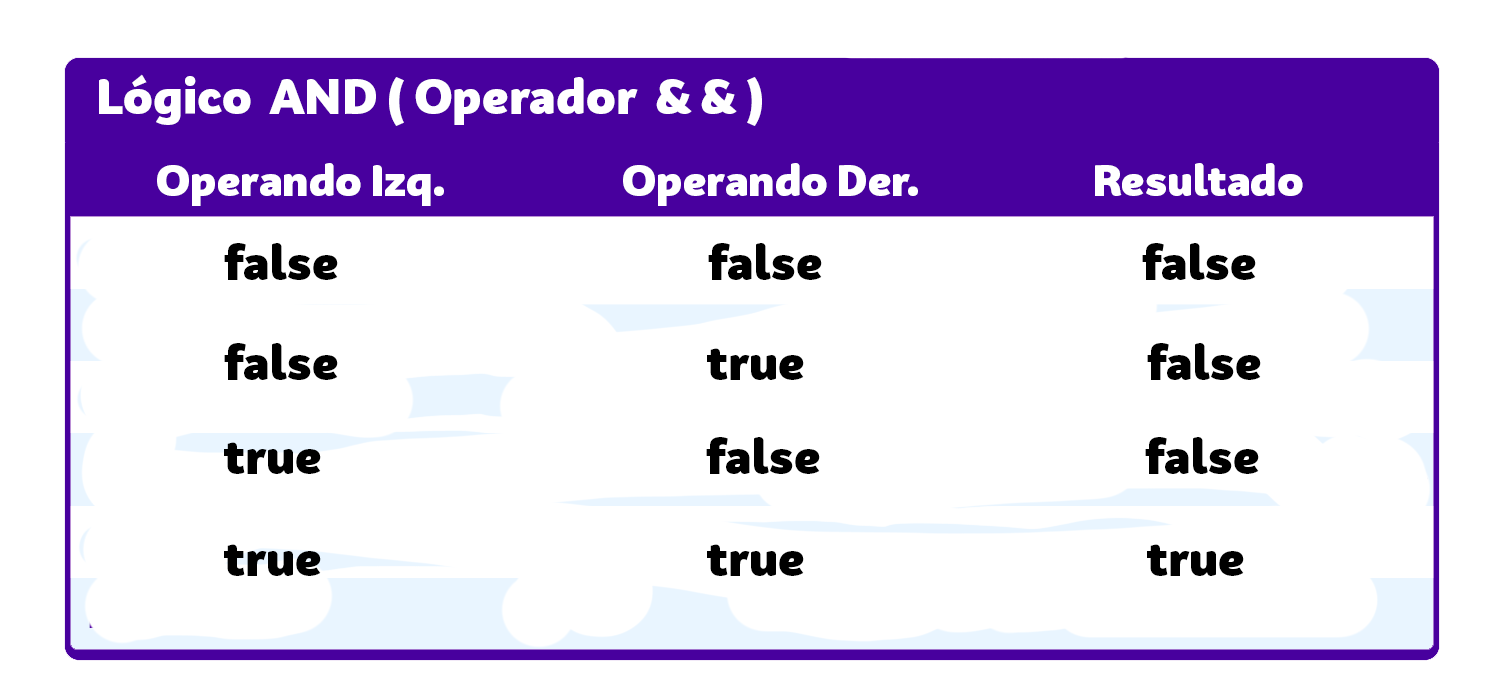 Lógico AND ( Operador && )
Operando Izq. Operando Der. Resultado
false false false
false true false
true false false
true true true